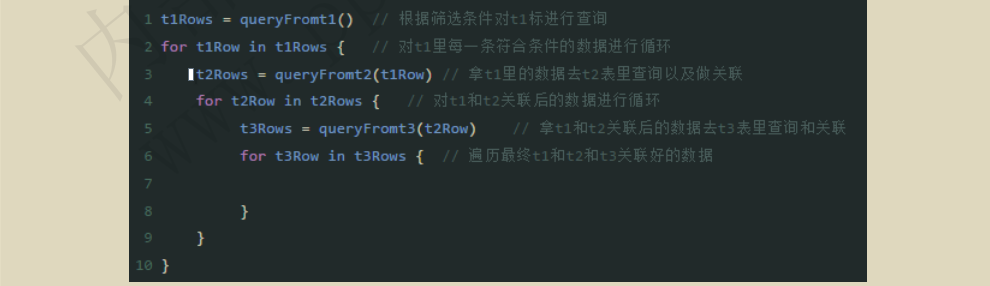 1 t1Rows = queryFromt1()  // 根据筛选条件对t1标进行查询
2 for t1Row in t1Rows {   // 对t1里每一条符合条件的数据进行循环
3 t2Rows = queryFromt2(t1Row) // 拿t1里的数据去t2表里查询以及做关联
4 for t2Row in t2Rows {   // 对t1和t2关联后的数据进行循环
5 t3Rows = queryFromt3(t2Row)    // 拿t1和t2关联后的数据去t3表里查询和关联
6 for t3Row in t3Rows {  // 遍历最终t1和t2和t3关联好的数据
7
8 }
9 }
10 }